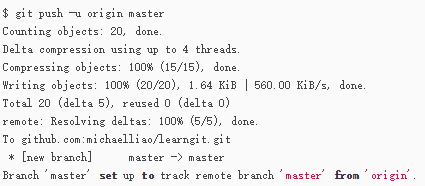 $ git push -u origin master
Counting objects: 20, done.
Delta compression using up to 4 threads.
Compressing objects: 100% (15/15), done.
Writing objects: 100% (20/20), 1.64 KiB | 560.00 KiB/s, done.
Total 20 (delta 5), reused 0 (delta 0)
remote: Resolving deltas: 100% (5/5), done.
To github.com:michaelliao/learngit.git
 * [new branch]      master -> master
Branch 'master' set up to track remote branch 'master' from 'origin'.